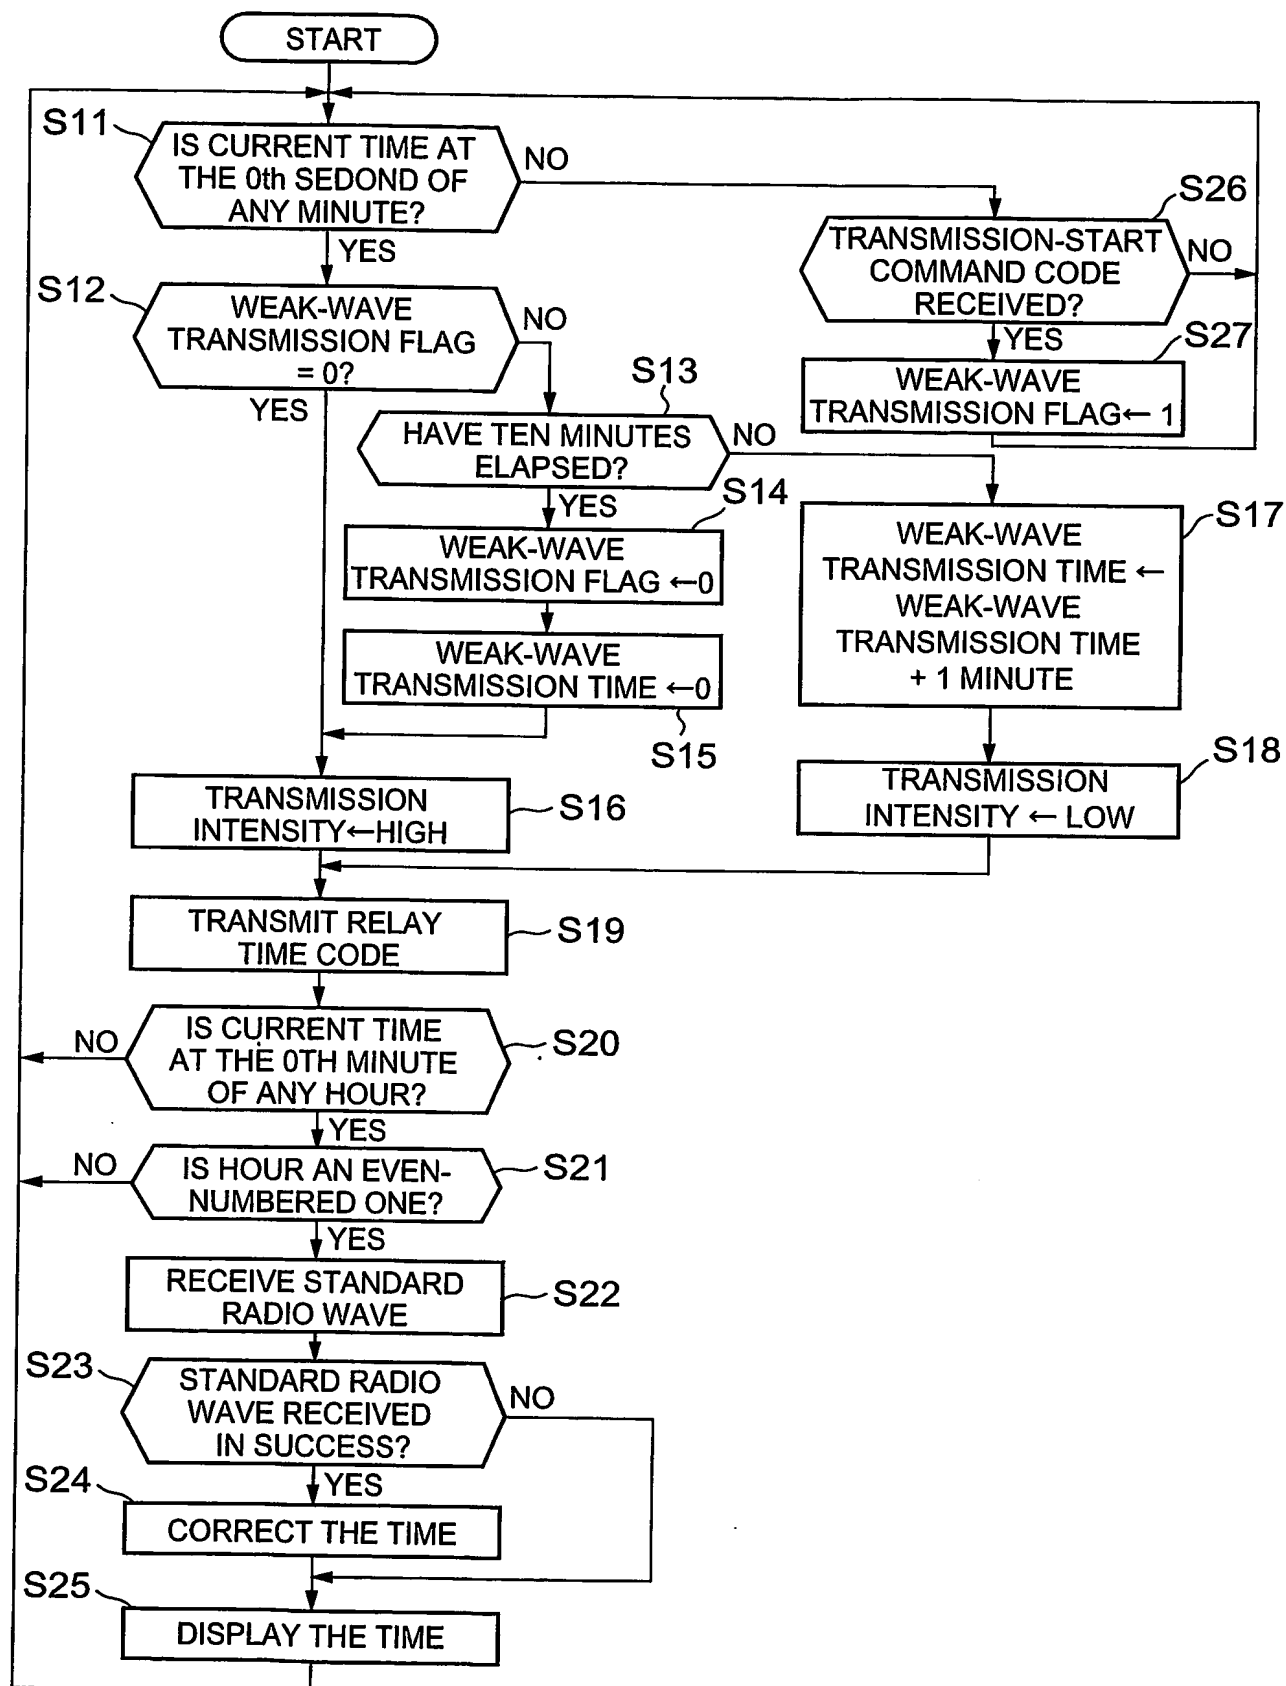 START
S11
IS CURRENT TIME AT
THE 0th SEDOND OF
ANY MINUTE?
NO
YES
S26
TRANSMISSION-START
COMMAND CODE
RECEIVED?
NO
YES
S27
WEAK-WAVE
TRANSMISSION FLAG← 1
S12
WEAK-WAVE
TRANSMISSION FLAG
= 0?
NO
YES
S13
HAVE TEN MINUTES
ELAPSED?
NO
YES
S14
WEAK-WAVE
TRANSMISSION FLAG ←0
WEAK-WAVE
TRANSMISSION TIME ←0
S15
S17
WEAK-WAVE
TRANSMISSION TIME ←
WEAK-WAVE
TRANSMISSION TIME
+ 1 MINUTE
S18
TRANSMISSION
INTENSITY ← LOW
TRANSMISSION
INTENSITY←HIGH
S16
TRANSMIT RELAY
TIME CODE
S19
NO
IS CURRENT TIME
AT THE 0TH MINUTE
OF ANY HOUR?
S20
YES
NO
IS HOUR AN EVEN-
NUMBERED ONE?
S21
YES
RECEIVE STANDARD
RADIO WAVE
S22
S23
STANDARD RADIO
WAVE RECEIVED
IN SUCCESS?
NO
YES
S24
CORRECT THE TIME
S25
DISPLAY THE TIME